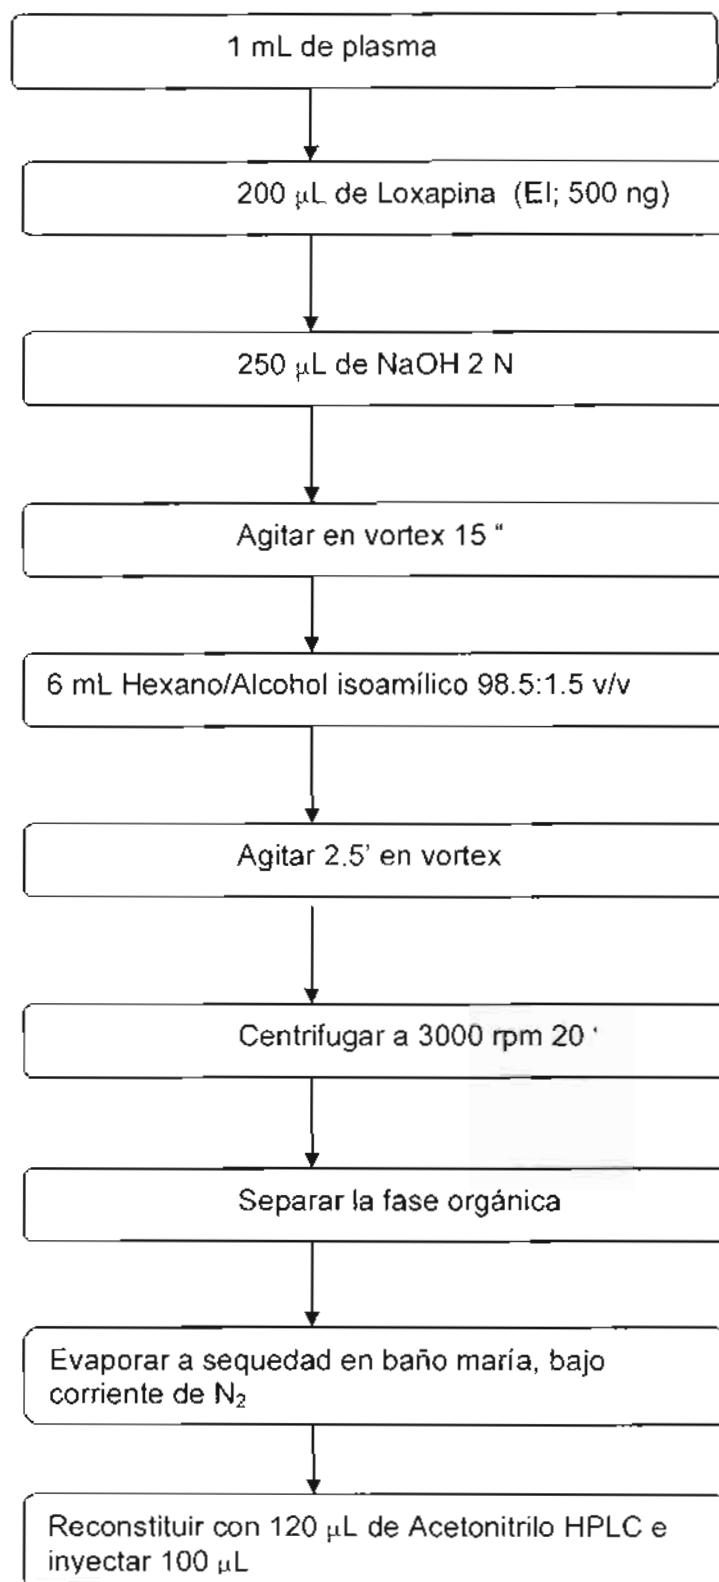 1 mL de plasma
200 μL de Loxapina (EI; 500 ng)
250 μL de NaOH 2 N
Agitar en vortex 15 “
6 mL Hexano/Alcohol isoamílico 98.5:1.5 v/v
Agitar 2.5’ en vortex
Centrifugar a 3000 rpm 20 ‘
Separar la fase orgánica
Evaporar a sequedad en baño maría, bajo
corriente de N₂
Reconstituir con 120 μL de Acetonitrilo HPLC e
inyectar 100 μL